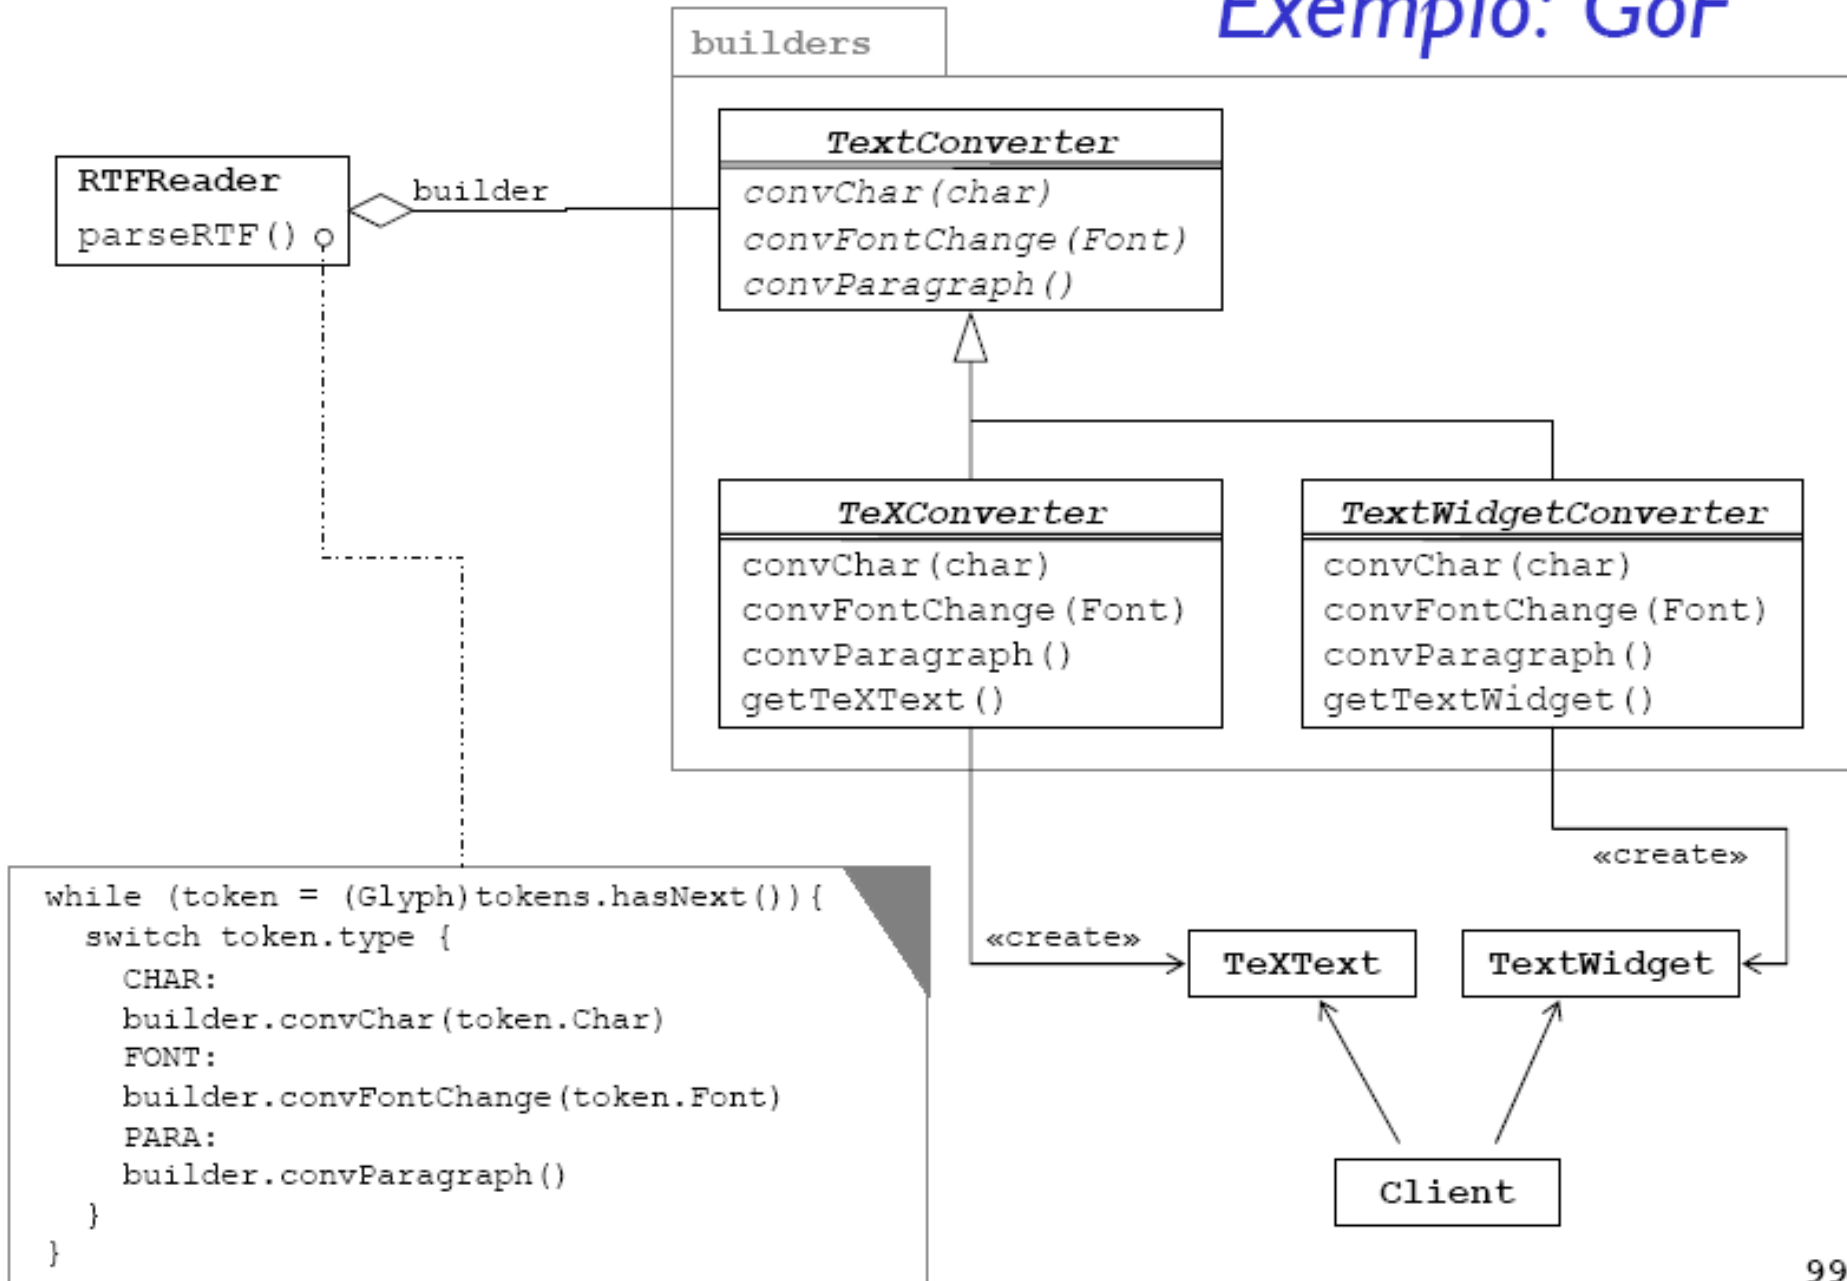 Exemplo: GoF
builders
RTFReader
parseRTF()
builder
TextConverter
convChar(char)
convFontChange(Font)
convParagraph()
TeXConverter
convChar(char)
convFontChange(Font)
convParagraph()
getTeXText()
TextWidgetConverter
convChar(char)
convFontChange(Font)
convParagraph()
getTextWidget()
«create»
«create»
TeXText
TextWidget
Client
while (token = (Glyph)tokens.hasNext()){
switch token.type {
CHAR:
builder.convChar(token.Char)
FONT:
builder.convFontChange(token.Font)
PARA:
builder.convParagraph()
}
}
99